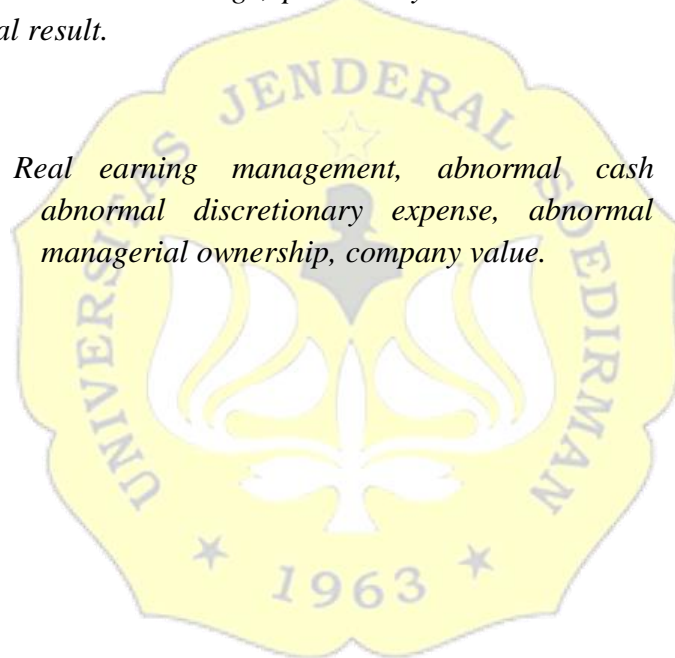 al result.
Real earning management, abnormal cash
abnormal discretionary expense, abnormal
managerial ownership, company value.
UNIVERSITAS JENDERAL SOEDIRMAN
1963